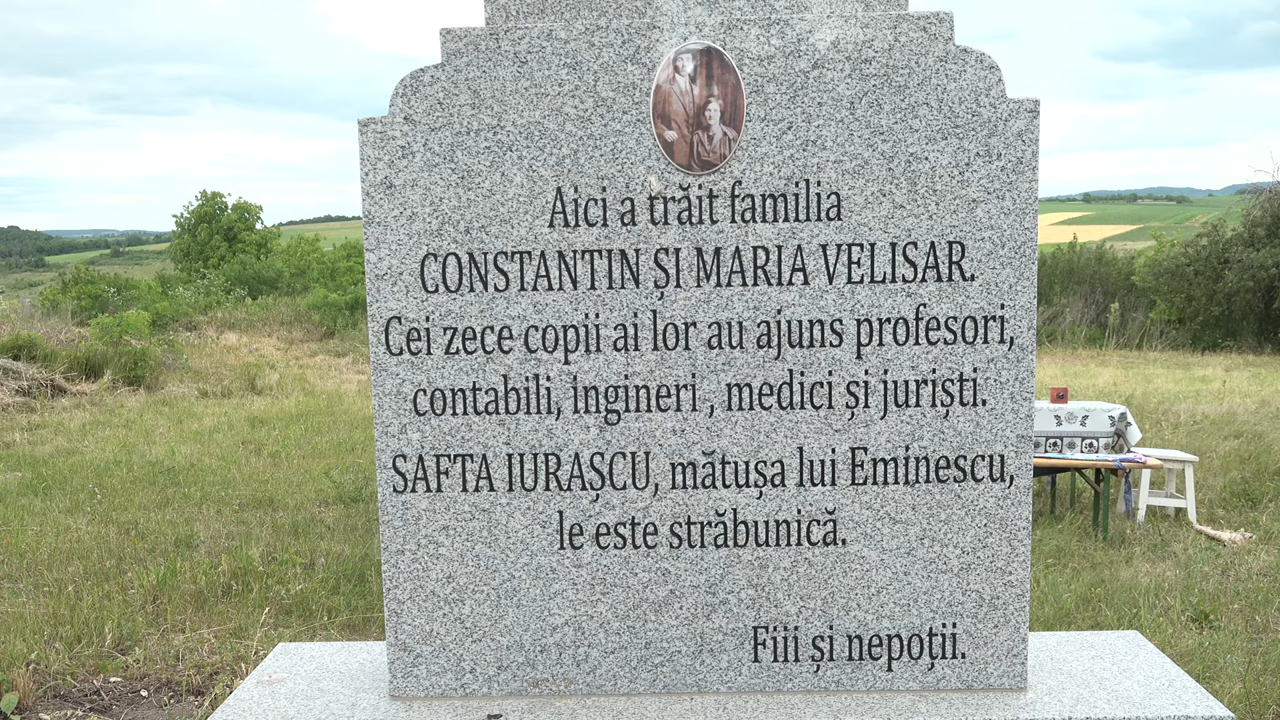 Aici a trăit familia
CONSTANTIN ȘI MARIA VELISAR.
Cei zece copii ai lor au ajuns profesori,
contabili, ingineri , medici și juriști.
SAFTA IURAȘCU, mătușa lui Eminescu,
le este străbunică.
Fiii și nepoții.